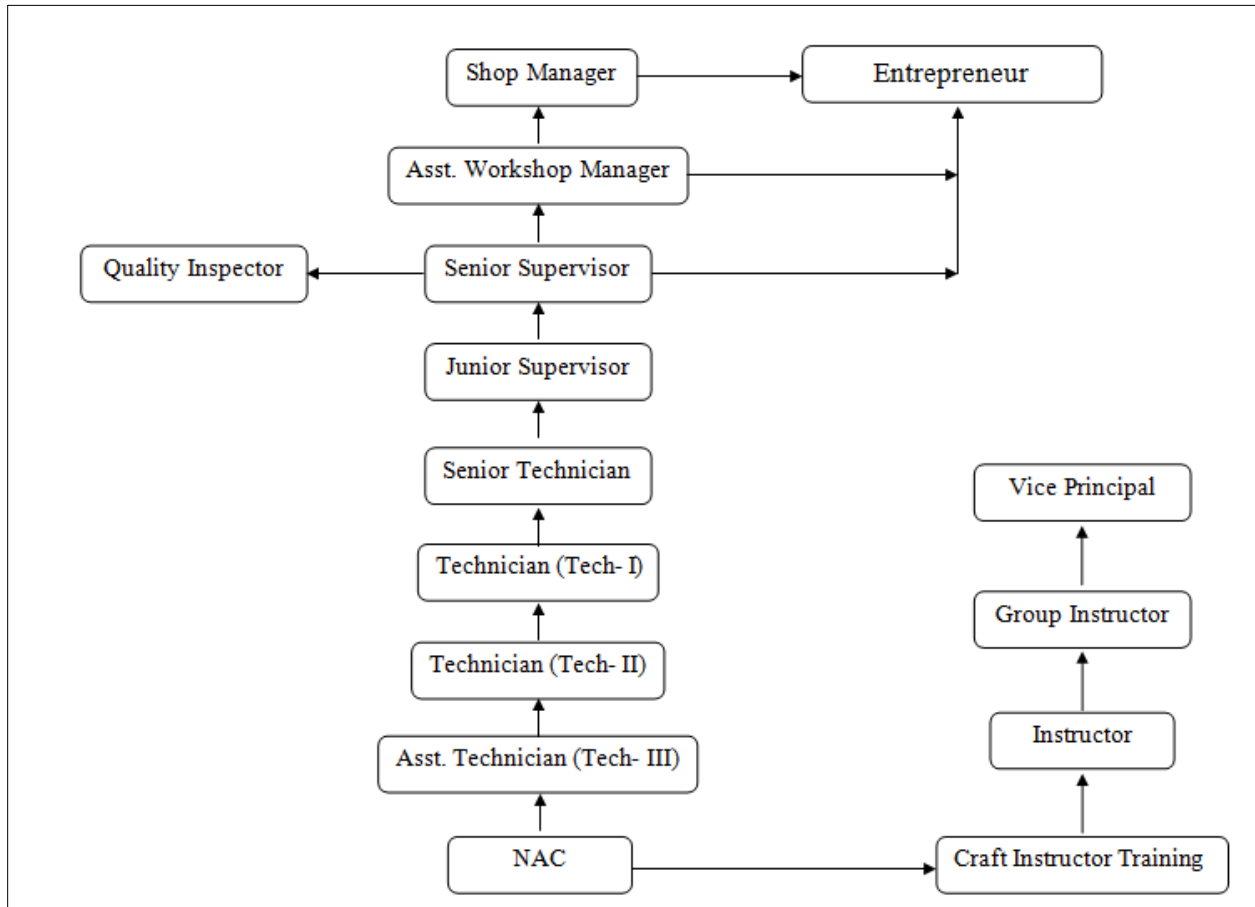 Shop Manager
Entrepreneur
Asst. Workshop Manager
Quality Inspector
Senior Supervisor
Junior Supervisor
Senior Technician
Vice Principal
Technician (Tech- I)
Group Instructor
Technician (Tech- II)
Instructor
Asst. Technician (Tech- III)
NAC
Craft Instructor Training